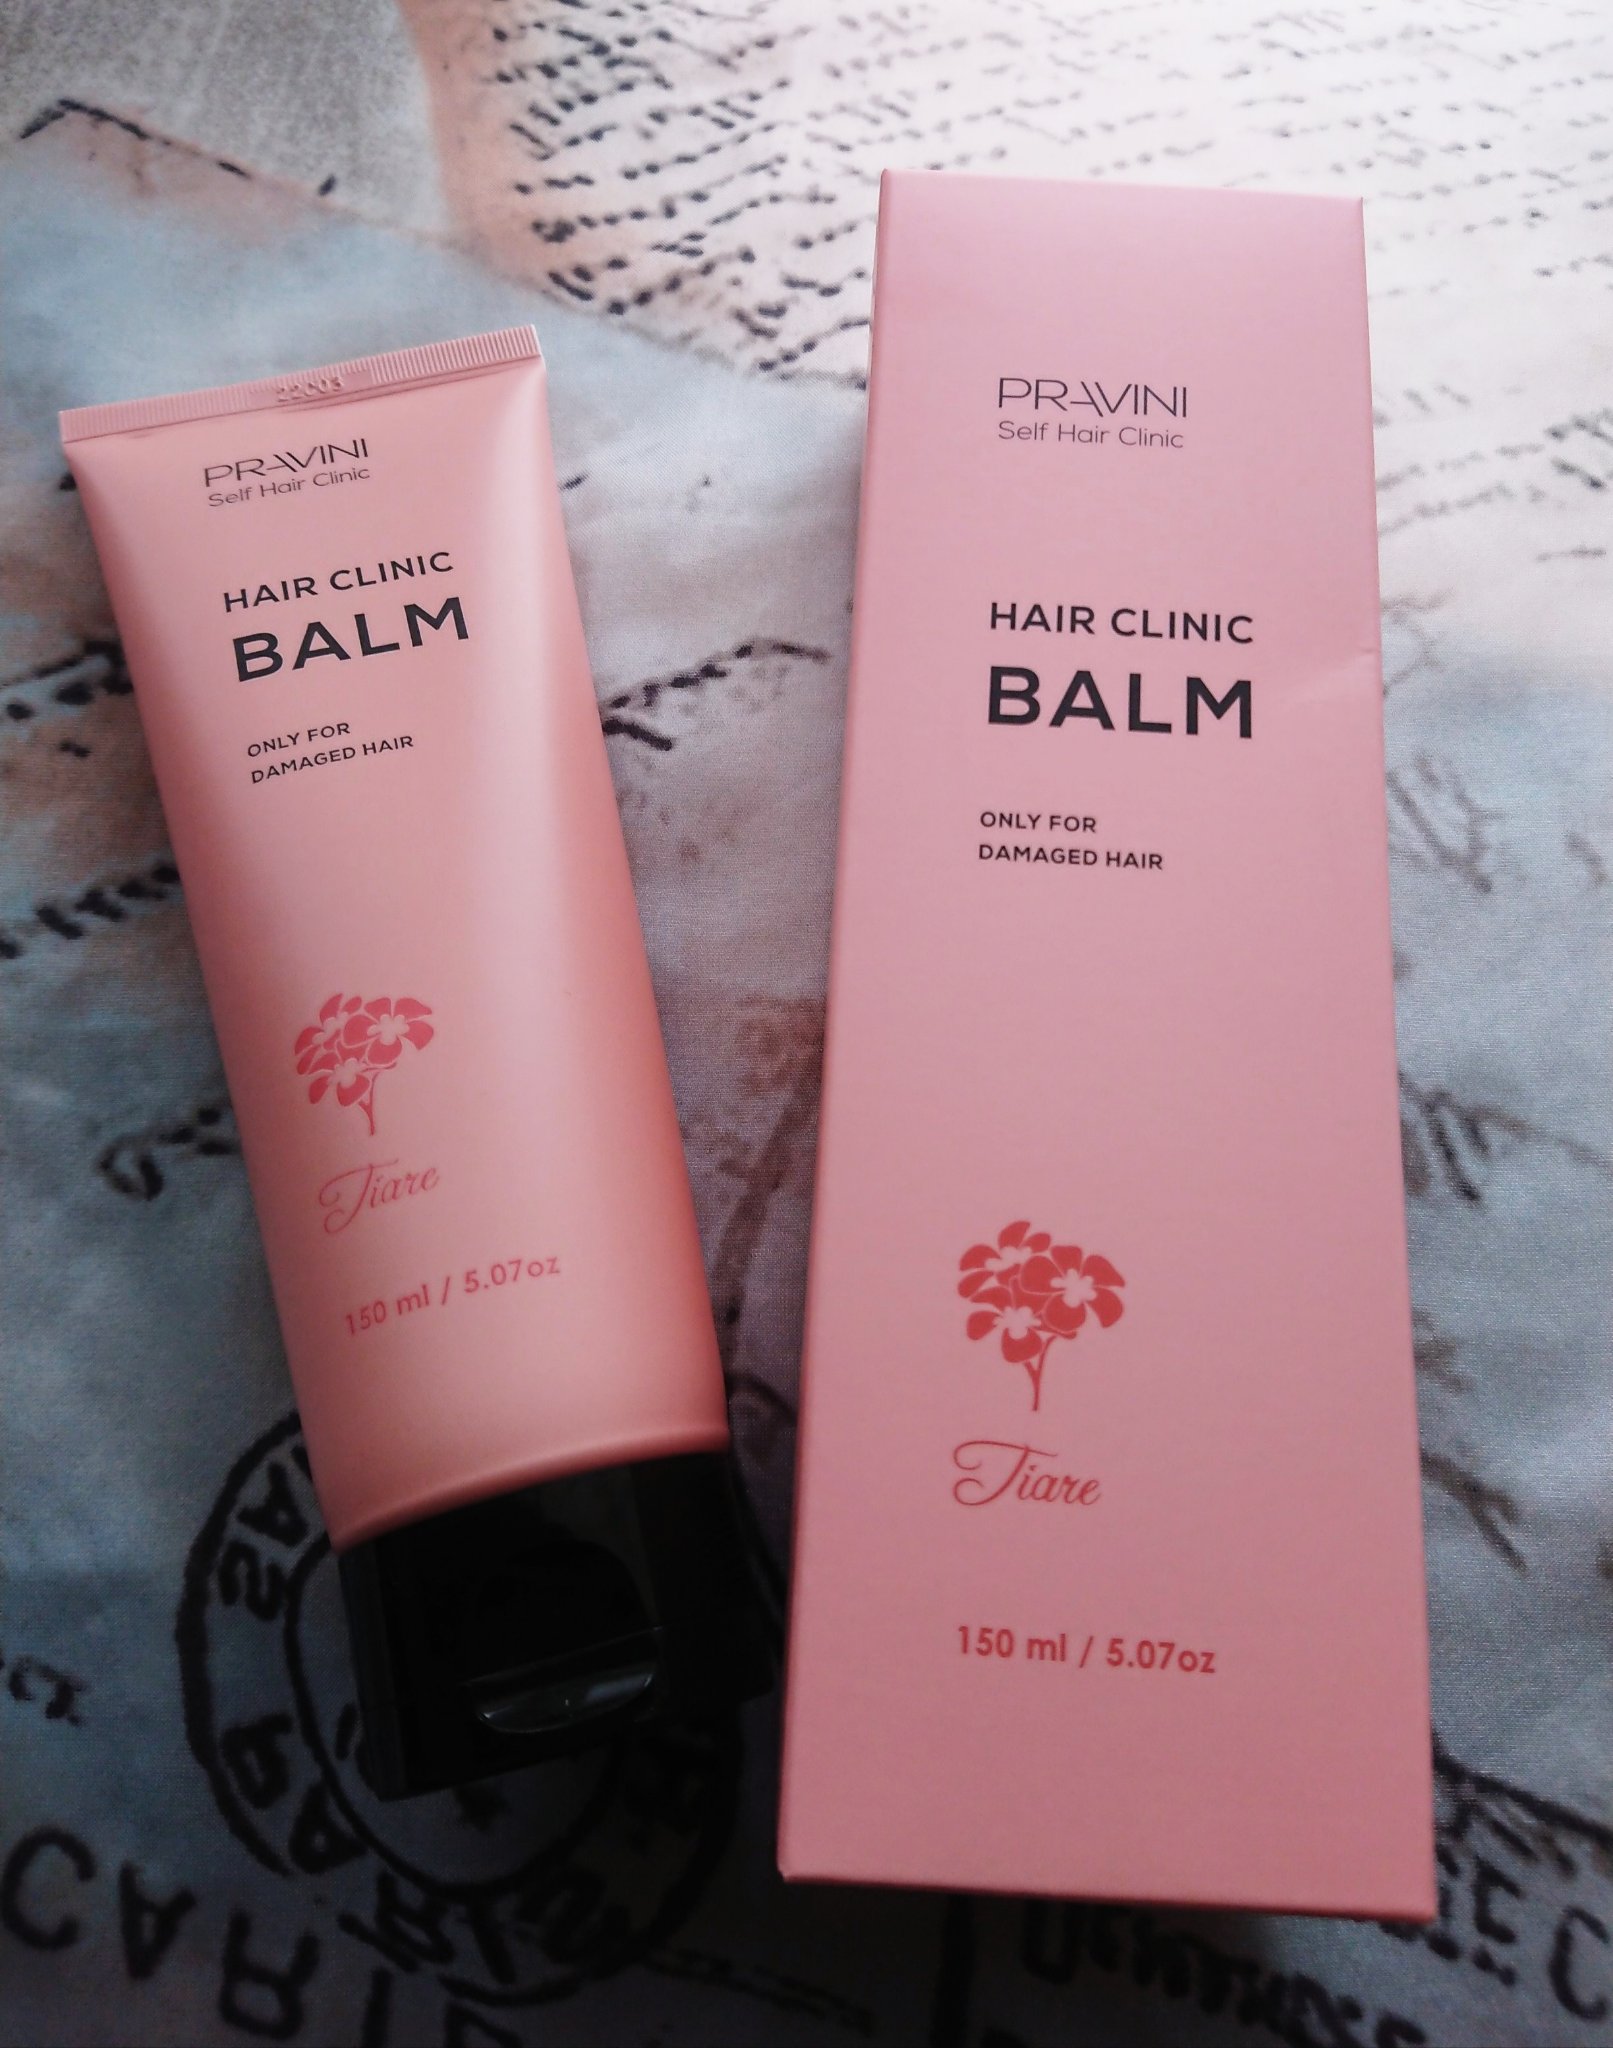 22003
PRAVINI
Self Hair Clinic
HAIR CLINIC
BALM
ONLY FOR
DAMAGED HAIR
Tiare
150 ml / 5.07oz
PRAVINI
Self Hair Clinic
HAIR CLINIC
BALM
ONLY FOR
DAMAGED HAIR
Tiare
150 ml / 5.07oz